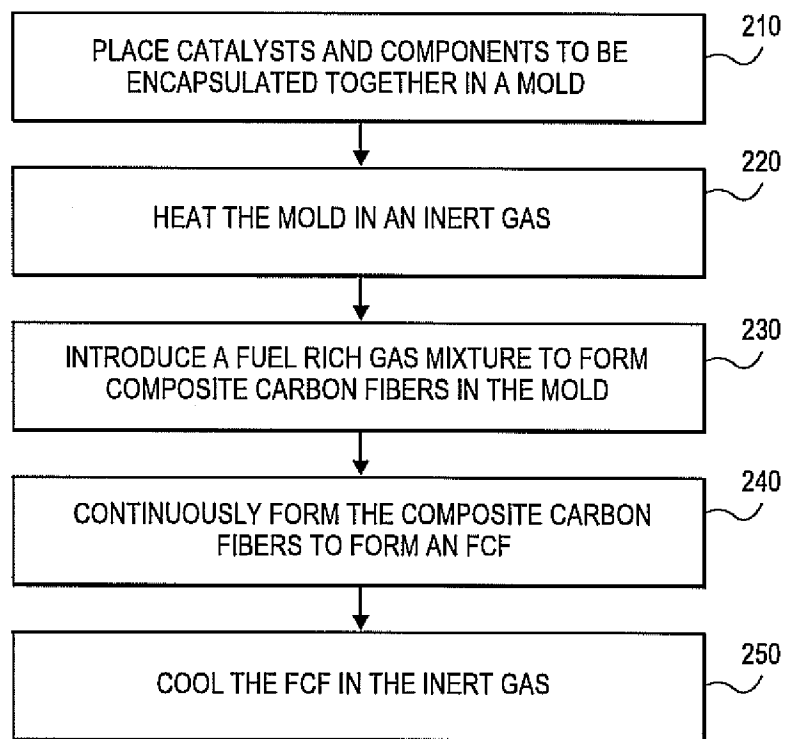 210
PLACE CATALYSTS AND COMPONENTS TO BE
ENCAPSULATED TOGETHER IN A MOLD
220
HEAT THE MOLD IN AN INERT GAS
230
INTRODUCE A FUEL RICH GAS MIXTURE TO FORM
COMPOSITE CARBON FIBERS IN THE MOLD
240
CONTINUOUSLY FORM THE COMPOSITE CARBON
FIBERS TO FORM AN FCF
250
COOL THE FCF IN THE INERT GAS